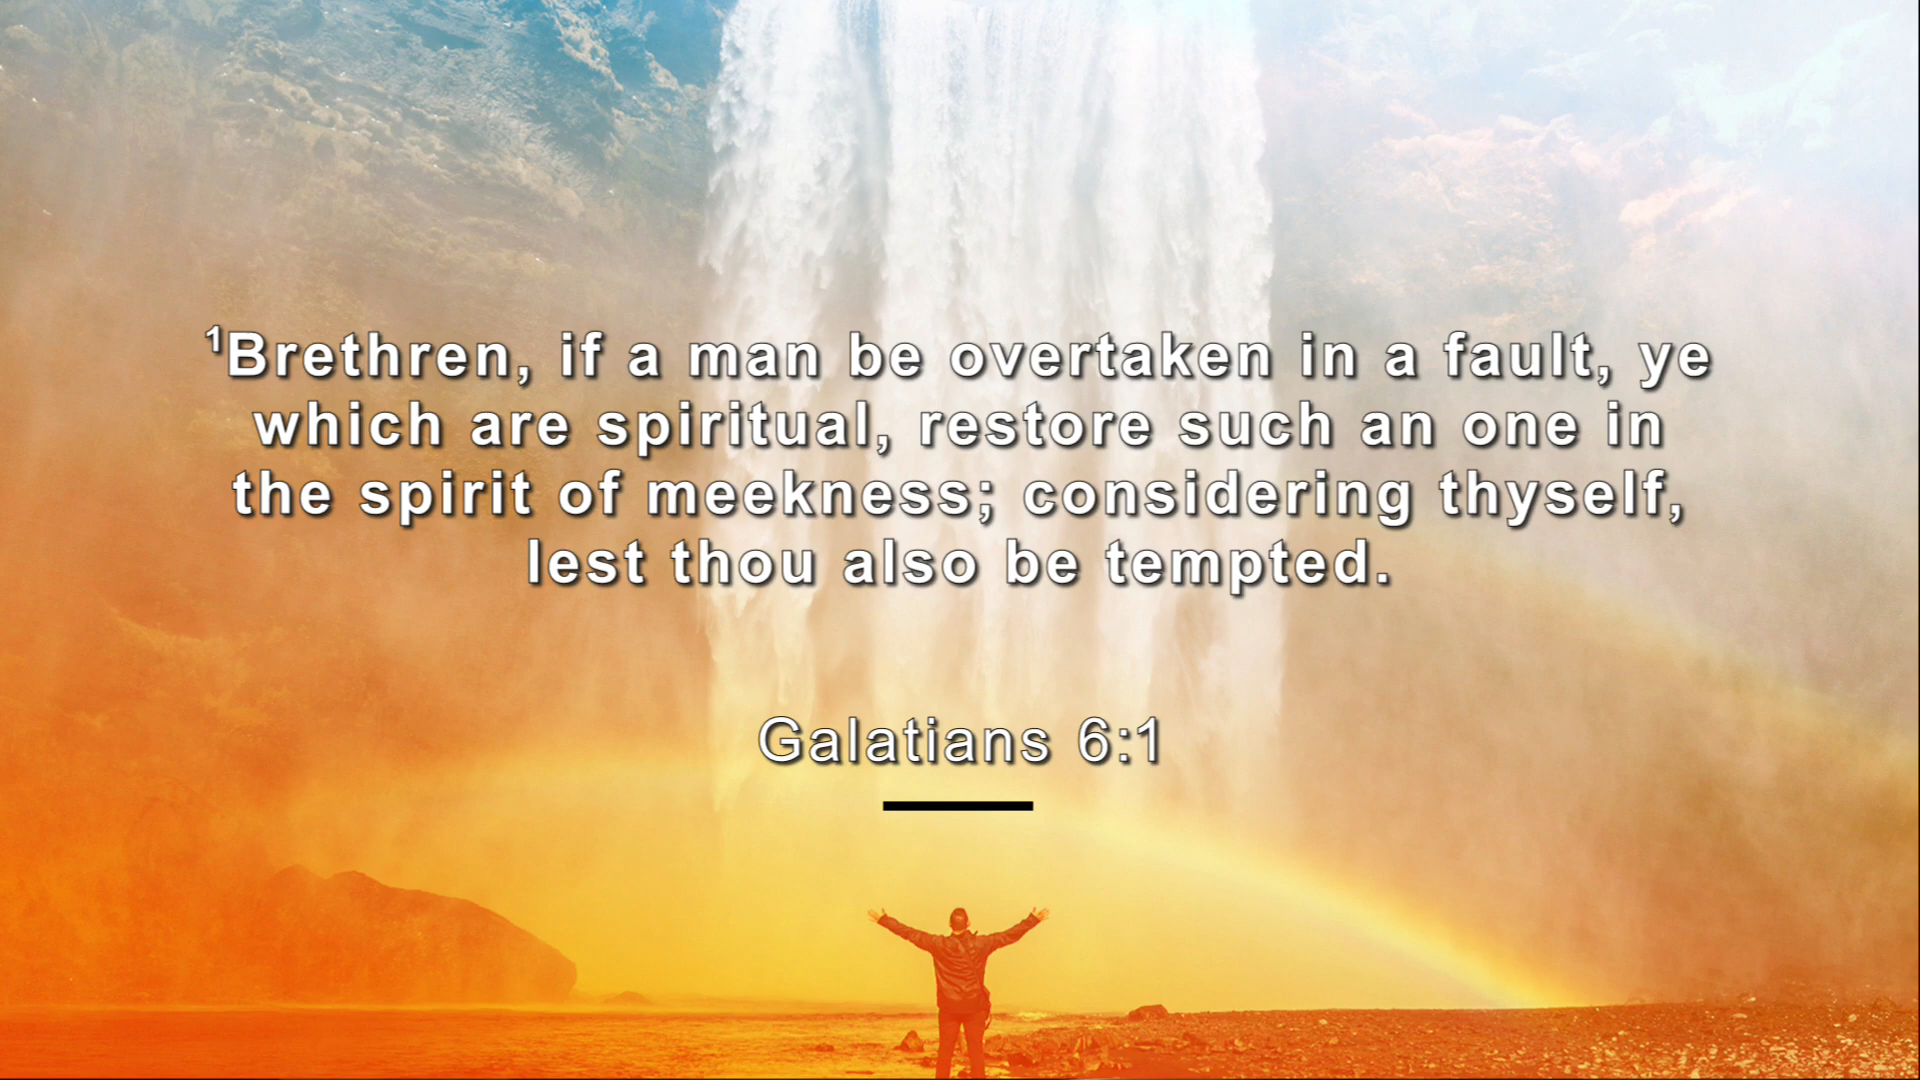 ¹Brethren, if a man be overtaken in a fault, ye
which are spiritual, restore such an one in
the spirit of meekness; considering thyself,
lest thou also be tempted.
Galatians 6:1